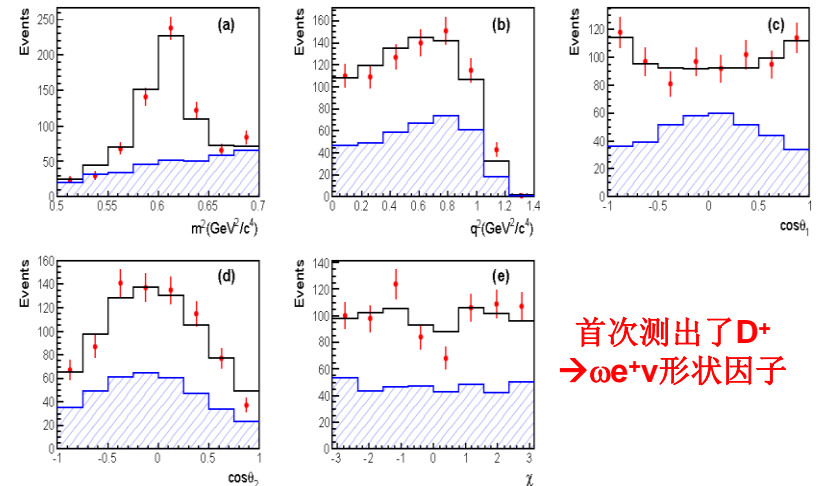 Events
(a)
250
200
150
100
50
0
0.5 0.55 0.6 0.65 0.7
m²(GeV²/c⁴)
Events
(b)
160
140
120
100
80
60
40
20
0
0 0.2 0.4 0.6 0.8 1 1.2 1.4
q²(GeV²/c⁴)
Events
(c)
120
100
80
60
40
20
0
-1 -0.5 0 0.5 1
cosθ₁
Events
(d)
160
140
120
100
80
60
40
20
0
-1 -0.5 0 0.5 1
cosθ₂
Events
(e)
140
120
100
80
60
40
20
0
-3 -2 -1 0 1 2 3
χ
首次测出了D⁺
→ωe⁺v形状因子